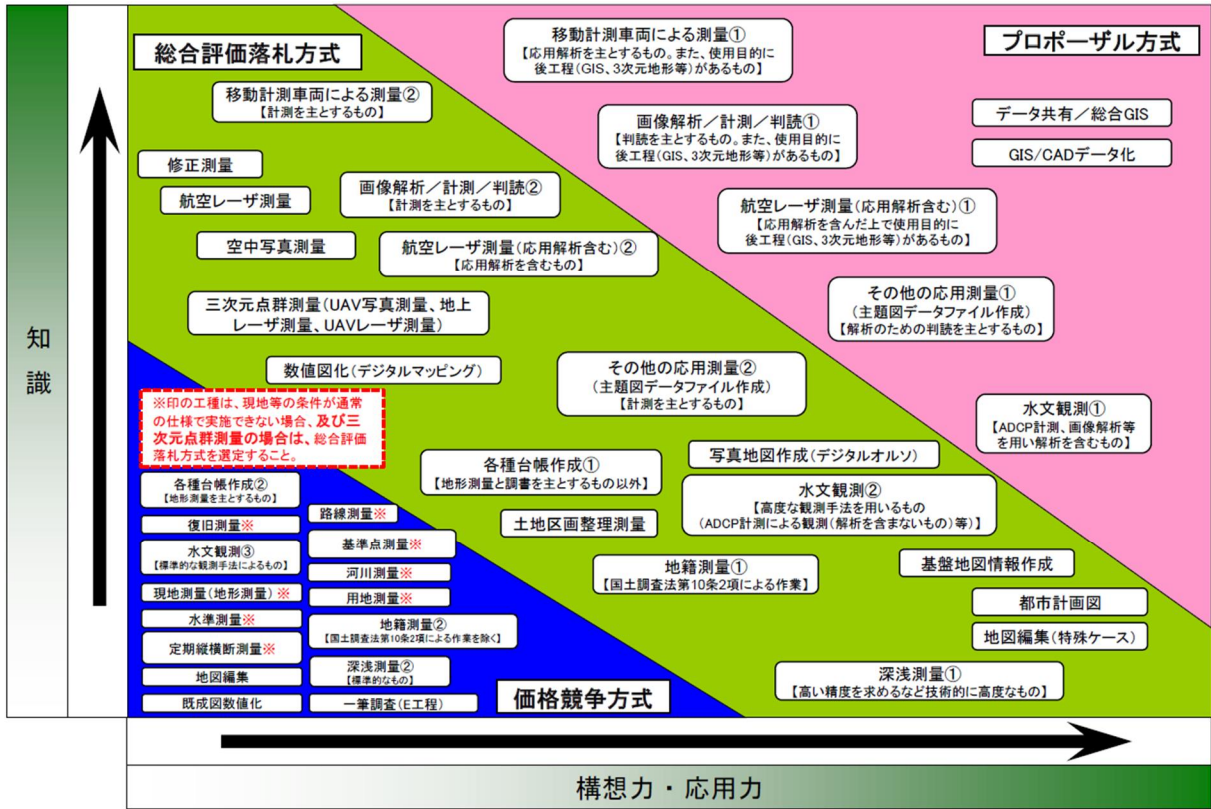 総合評価落札方式
プロポーザル方式
移動計測車両による測量①
【応用解析を主とするもの。また、使用目的に
後工程(GIS、3次元地形等)があるもの】
移動計測車両による測量②
【計測を主とするもの】
画像解析/計測/判読①
【判読を主とするもの。また、使用目的に
後工程(GIS、3次元地形等)があるもの】
データ共有/総合GIS
GIS/CADデータ化
修正測量
航空レーザ測量
画像解析/計測/判読②
【計測を主とするもの】
航空レーザ測量(応用解析含む)①
【応用解析を含んだ上で使用目的に
後工程(GIS、3次元地形等)があるもの】
空中写真測量
航空レーザ測量(応用解析含む)②
【応用解析を含むもの】
三次元点群測量(UAV写真測量、地上
レーザ測量、UAVレーザ測量)
その他の応用測量①
(主題図データファイル作成)
【解析のための判読を主とするもの】
数値図化(デジタルマッピング)
その他の応用測量②
(主題図データファイル作成)
【計測を主とするもの】
※印の工種は、現地等の条件が通常
の仕様で実施できない場合、及び三
次元点群測量の場合は、総合評価
落札方式を選定すること。
水文観測①
【ADCP計測、画像解析等
を用い解析を含むもの】
各種台帳作成①
【地形測量と調書を主とするもの以外】
写真地図作成(デジタルオルソ)
水文観測②
【高度な観測手法を用いるもの
(ADCP計測による観測(解析を含まないもの)等)】
土地区画整理測量
地籍測量①
【国土調査法第10条2項による作業】
基盤地図情報作成
都市計画図
地図編集(特殊ケース)
深浅測量①
【高い精度を求めるなど技術的に高度なもの】
各種台帳作成②
【地形測量を主とするもの】
復旧測量※
水文観測③
【標準的な観測手法によるもの】
現地測量(地形測量)※
水準測量※
定期縦横断測量※
地図編集
既成図数値化
路線測量※
基準点測量※
河川測量※
用地測量※
地籍測量②
【国土調査法第10条2項による作業を除く】
深浅測量②
【標準的なもの】
一筆調査(E工程)
価格競争方式
知
識
構想力・応用力